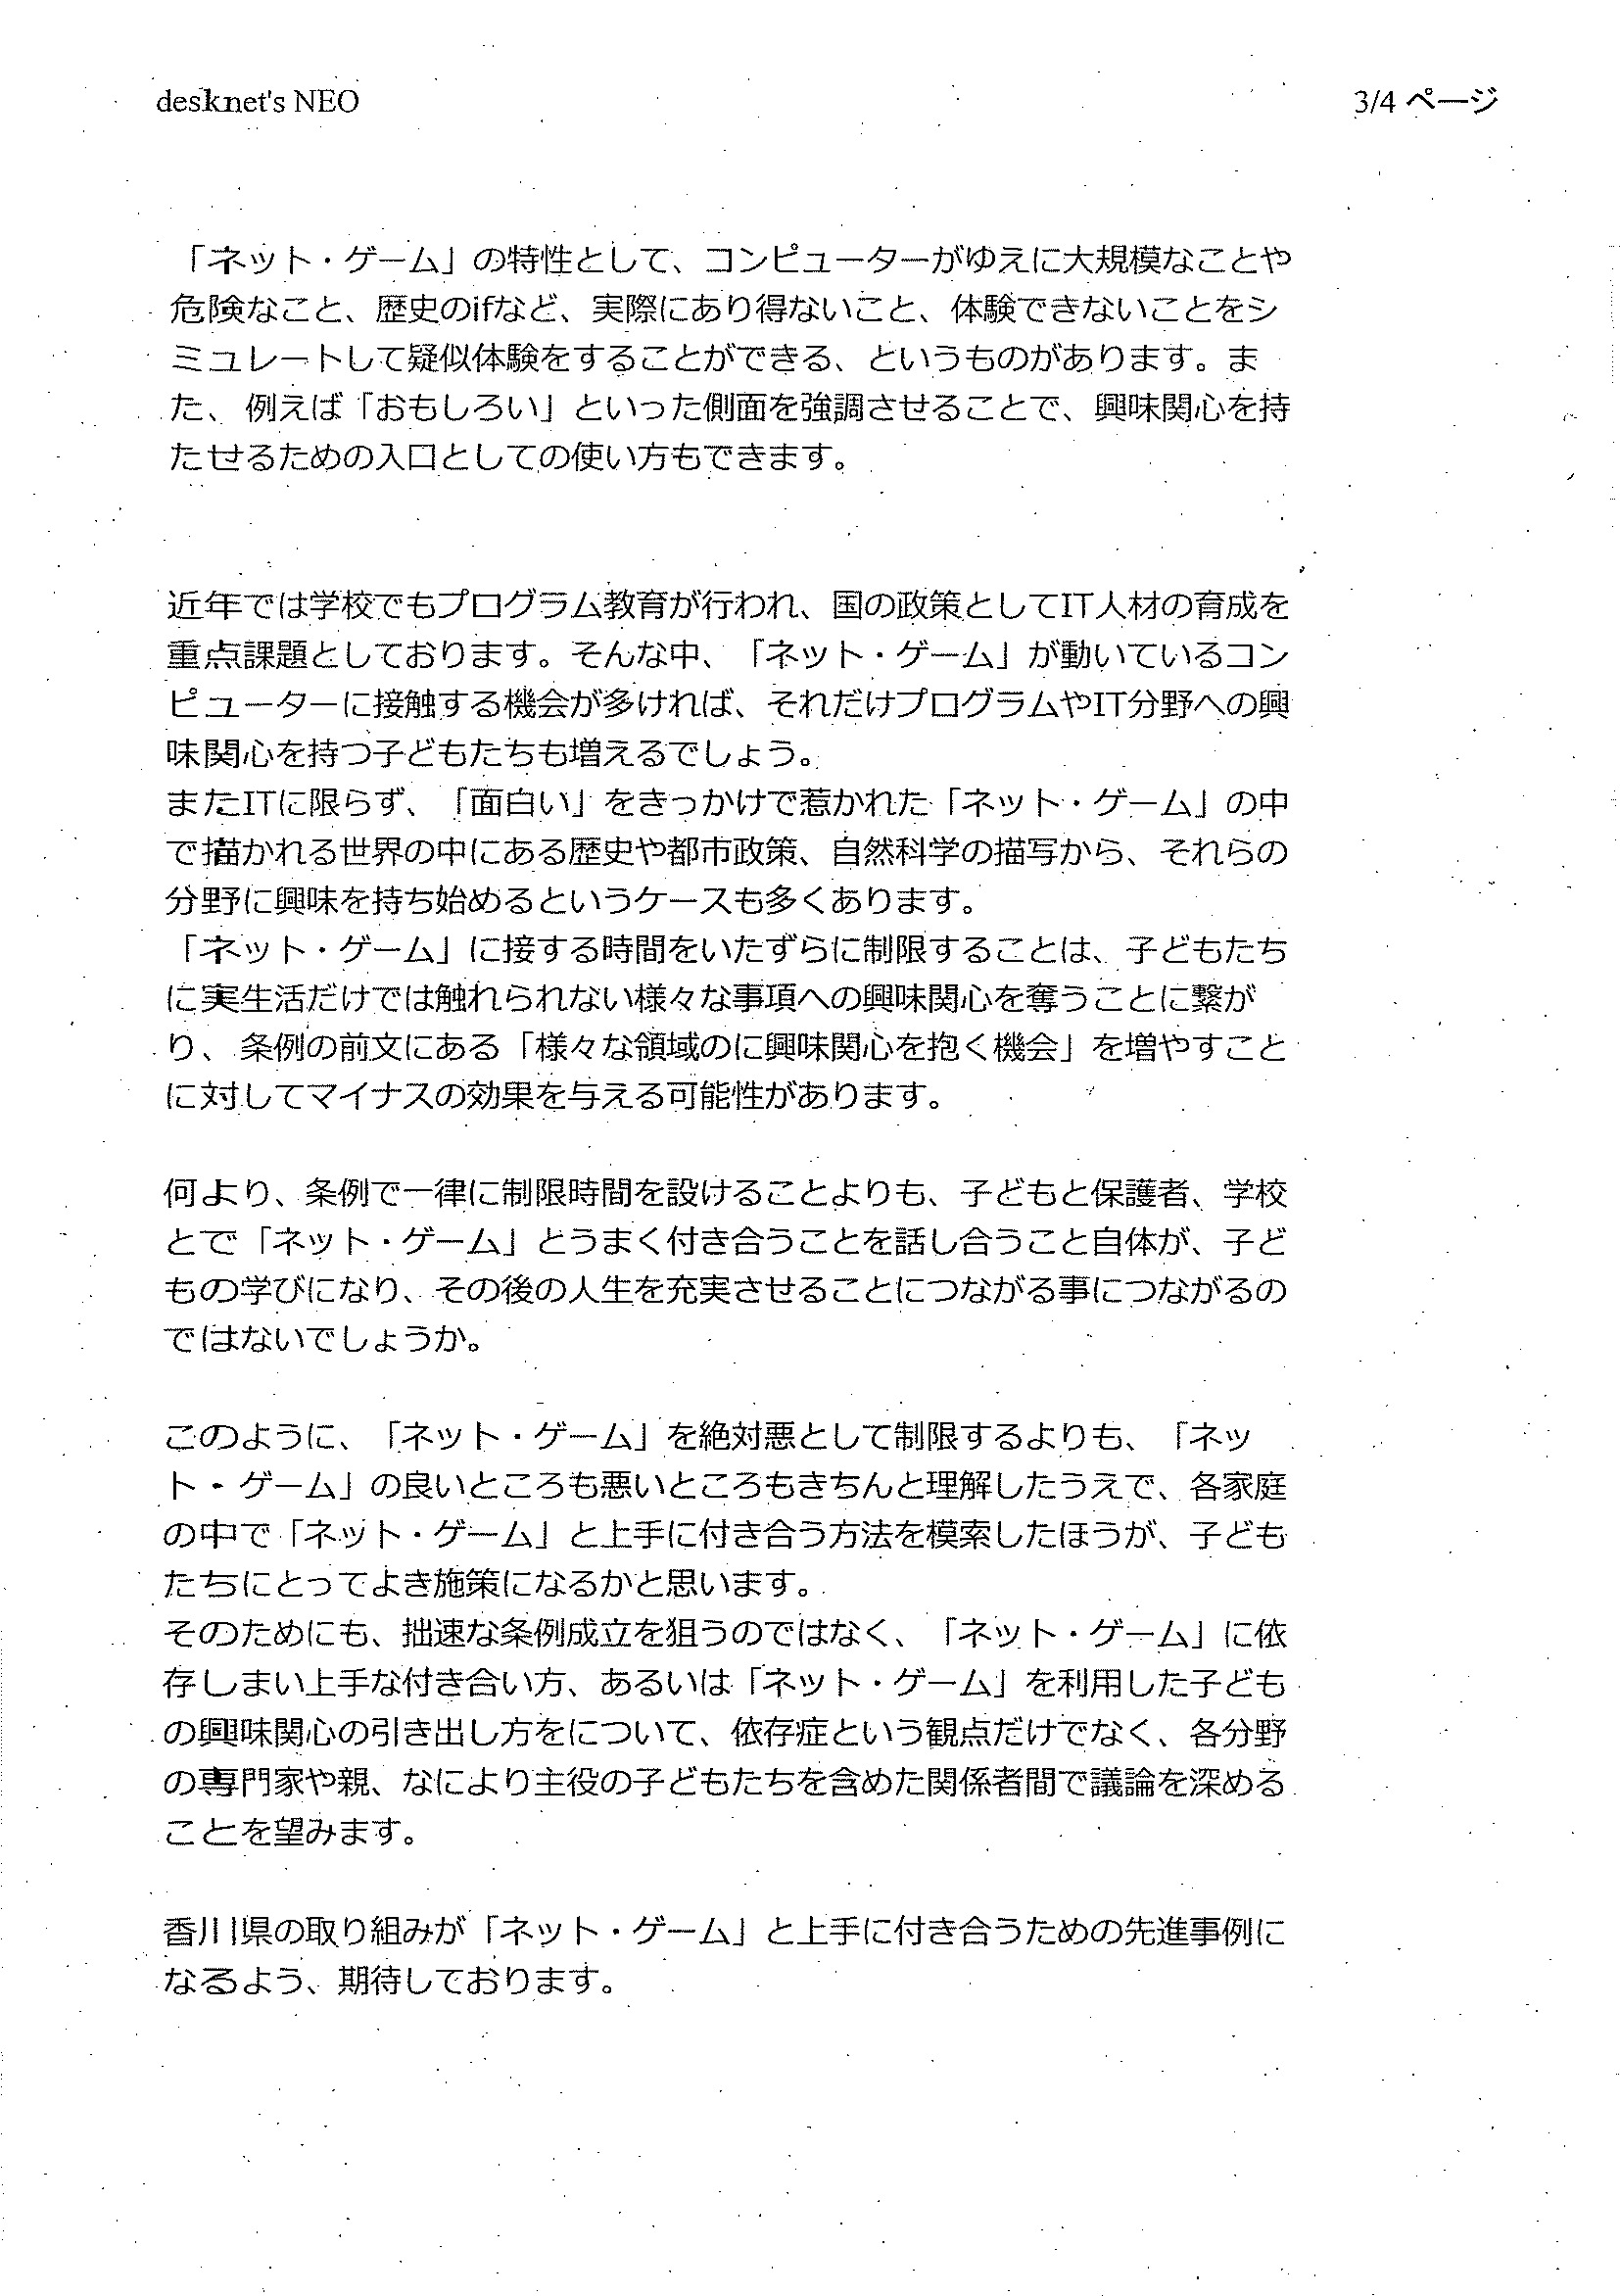 desknet's NEO
3/4 ページ
「ネット・ゲーム」の特性として、コンピューターがゆえに大規模なことや
危険なこと、歴史のifなど、実際にあり得ないこと、体験できないことをシ
ミュレートして疑似体験をすることができる、というものがあります。ま
た、例えば「おもしろい」といった側面を強調させることで、興味関心を持
たせるための入口としての使い方もできます。
近年では学校でもプログラム教育が行われ、国の政策としてIT人材の育成を
重点課題としております。そんな中、「ネット・ゲーム」が動いているコン
ピューターに接触する機会が多ければ、それだけプログラムやIT分野への興
味関心を持つ子どもたちも増えるでしょう。
またITに限らず、「面白い」をきっかけで惹かれた「ネット・ゲーム」の中
で描かれる世界の中にある歴史や都市政策、自然科学の描写から、それらの
分野に興味を持ち始めるというケースも多くあります。
「ネット・ゲーム」に接する時間をいたずらに制限することは、子どもたち
に実生活だけでは触れられない様々な事項への興味関心を奪うことに繋が
り、条例の前文にある「様々な領域のに興味関心を抱く機会」を増やすこと
に対してマイナスの効果を与える可能性があります。
何より、条例で一律に制限時間を設けることよりも、子どもと保護者、学校
とで「ネット・ゲーム」とうまく付き合うことを話し合うこと自体が、子ど
もの学びになり、その後の人生を充実させることにつながる事につながるの
ではないでしょうか。
このように、「ネット・ゲーム」を絶対悪として制限するよりも、「ネッ
ト・ゲーム」の良いところも悪いところもきちんと理解したうえで、各家庭
の中で「ネット・ゲーム」と上手に付き合う方法を模索したほうが、子ども
たちにとってよき施策になるかと思います。
そのためにも、拙速な条例成立を狙うのではなく、「ネット・ゲーム」に依
存しまい上手な付き合い方、あるいは「ネット・ゲーム」を利用した子ども
の興味関心の引き出し方をについて、依存症という観点だけでなく、各分野
の専門家や親、なにより主役の子どもたちを含めた関係者間で議論を深める
ことを望みます。
香川県の取り組みが「ネット・ゲーム」と上手に付き合うための先進事例に
なるよう、期待しております。